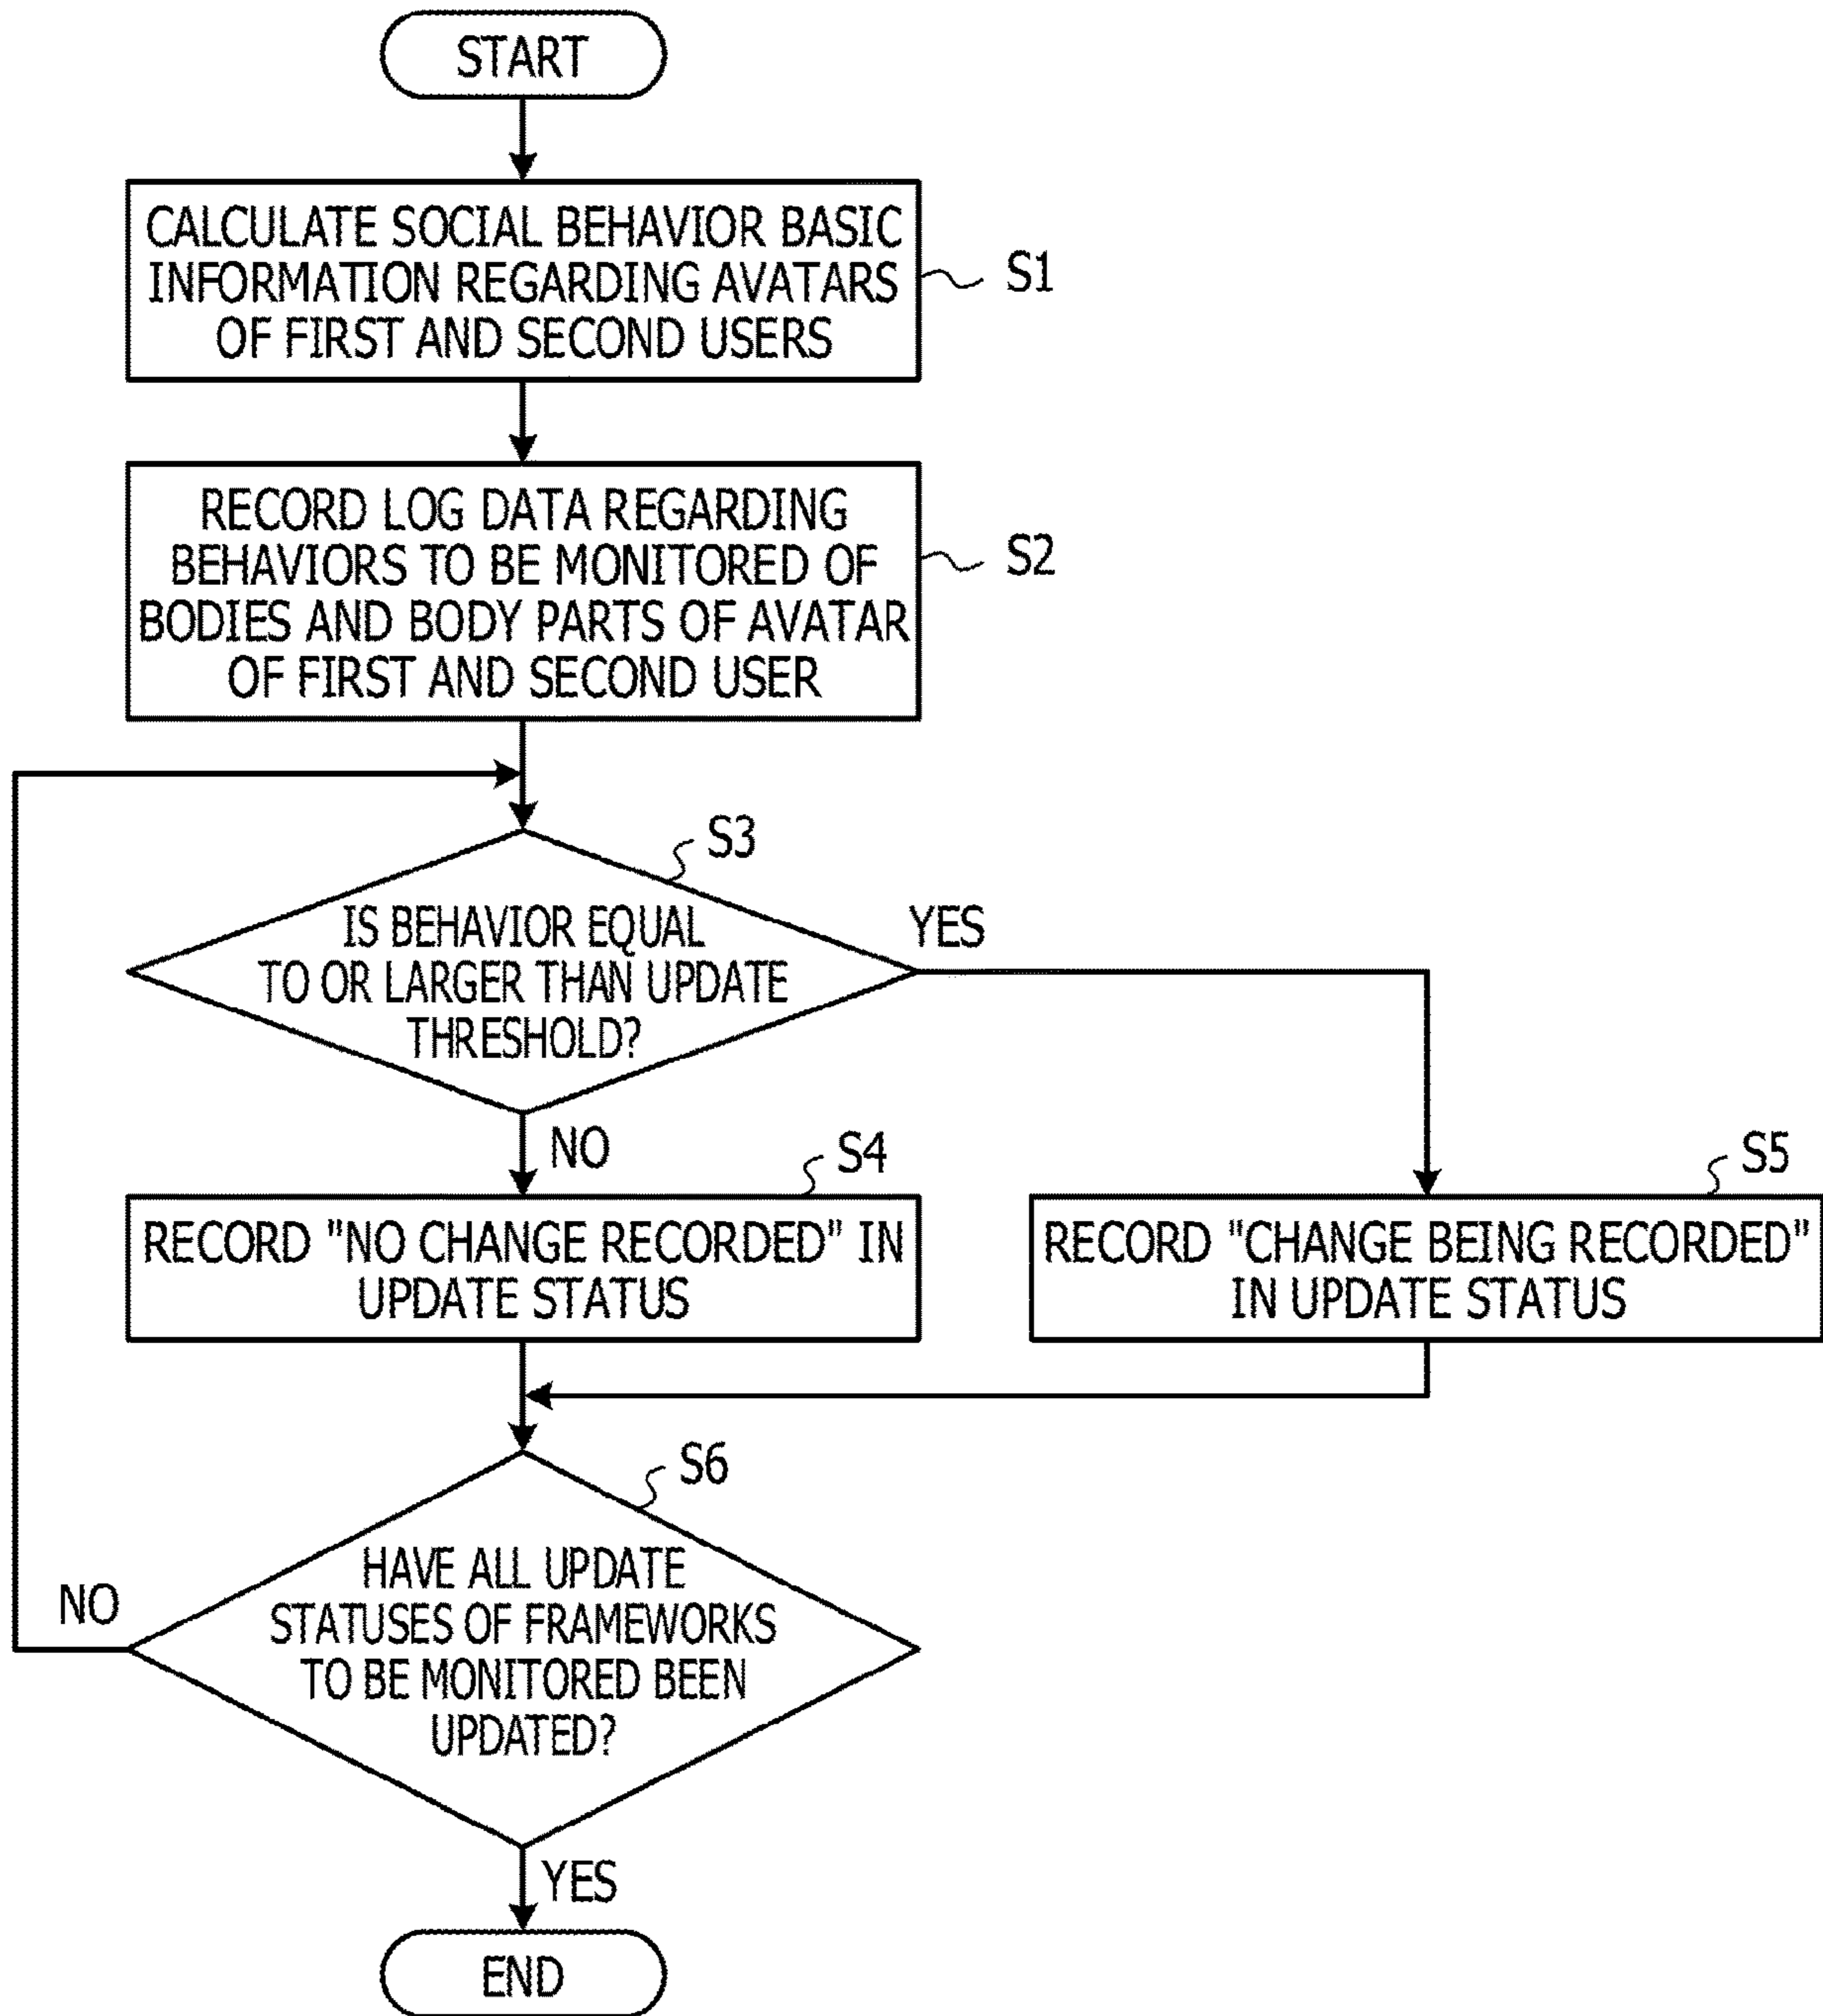 START
CALCULATE SOCIAL BEHAVIOR BASIC
INFORMATION REGARDING AVATARS
OF FIRST AND SECOND USERS
S1
RECORD LOG DATA REGARDING
BEHAVIORS TO BE MONITORED OF
BODIES AND BODY PARTS OF AVATAR
OF FIRST AND SECOND USER
S2
S3
IS BEHAVIOR EQUAL
TO OR LARGER THAN UPDATE
THRESHOLD?
YES
NO
S4
RECORD "NO CHANGE RECORDED" IN
UPDATE STATUS
S5
RECORD "CHANGE BEING RECORDED"
IN UPDATE STATUS
S6
HAVE ALL UPDATE
STATUSES OF FRAMEWORKS
TO BE MONITORED BEEN
UPDATED?
NO
YES
END